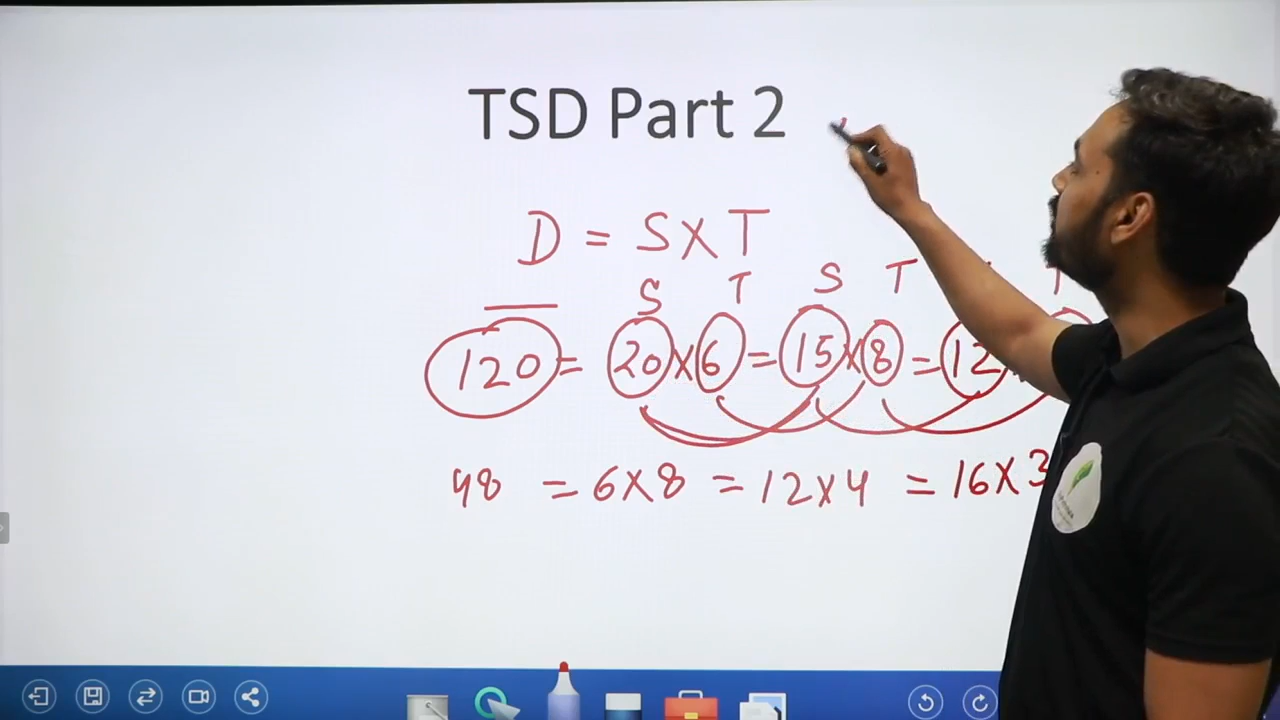 TSD Part 2
D = S X T
S T S T
120 = 20 x 6 = 15 x 8 = 12
48 = 6 x 8 = 12 x 4 = 16 x 3